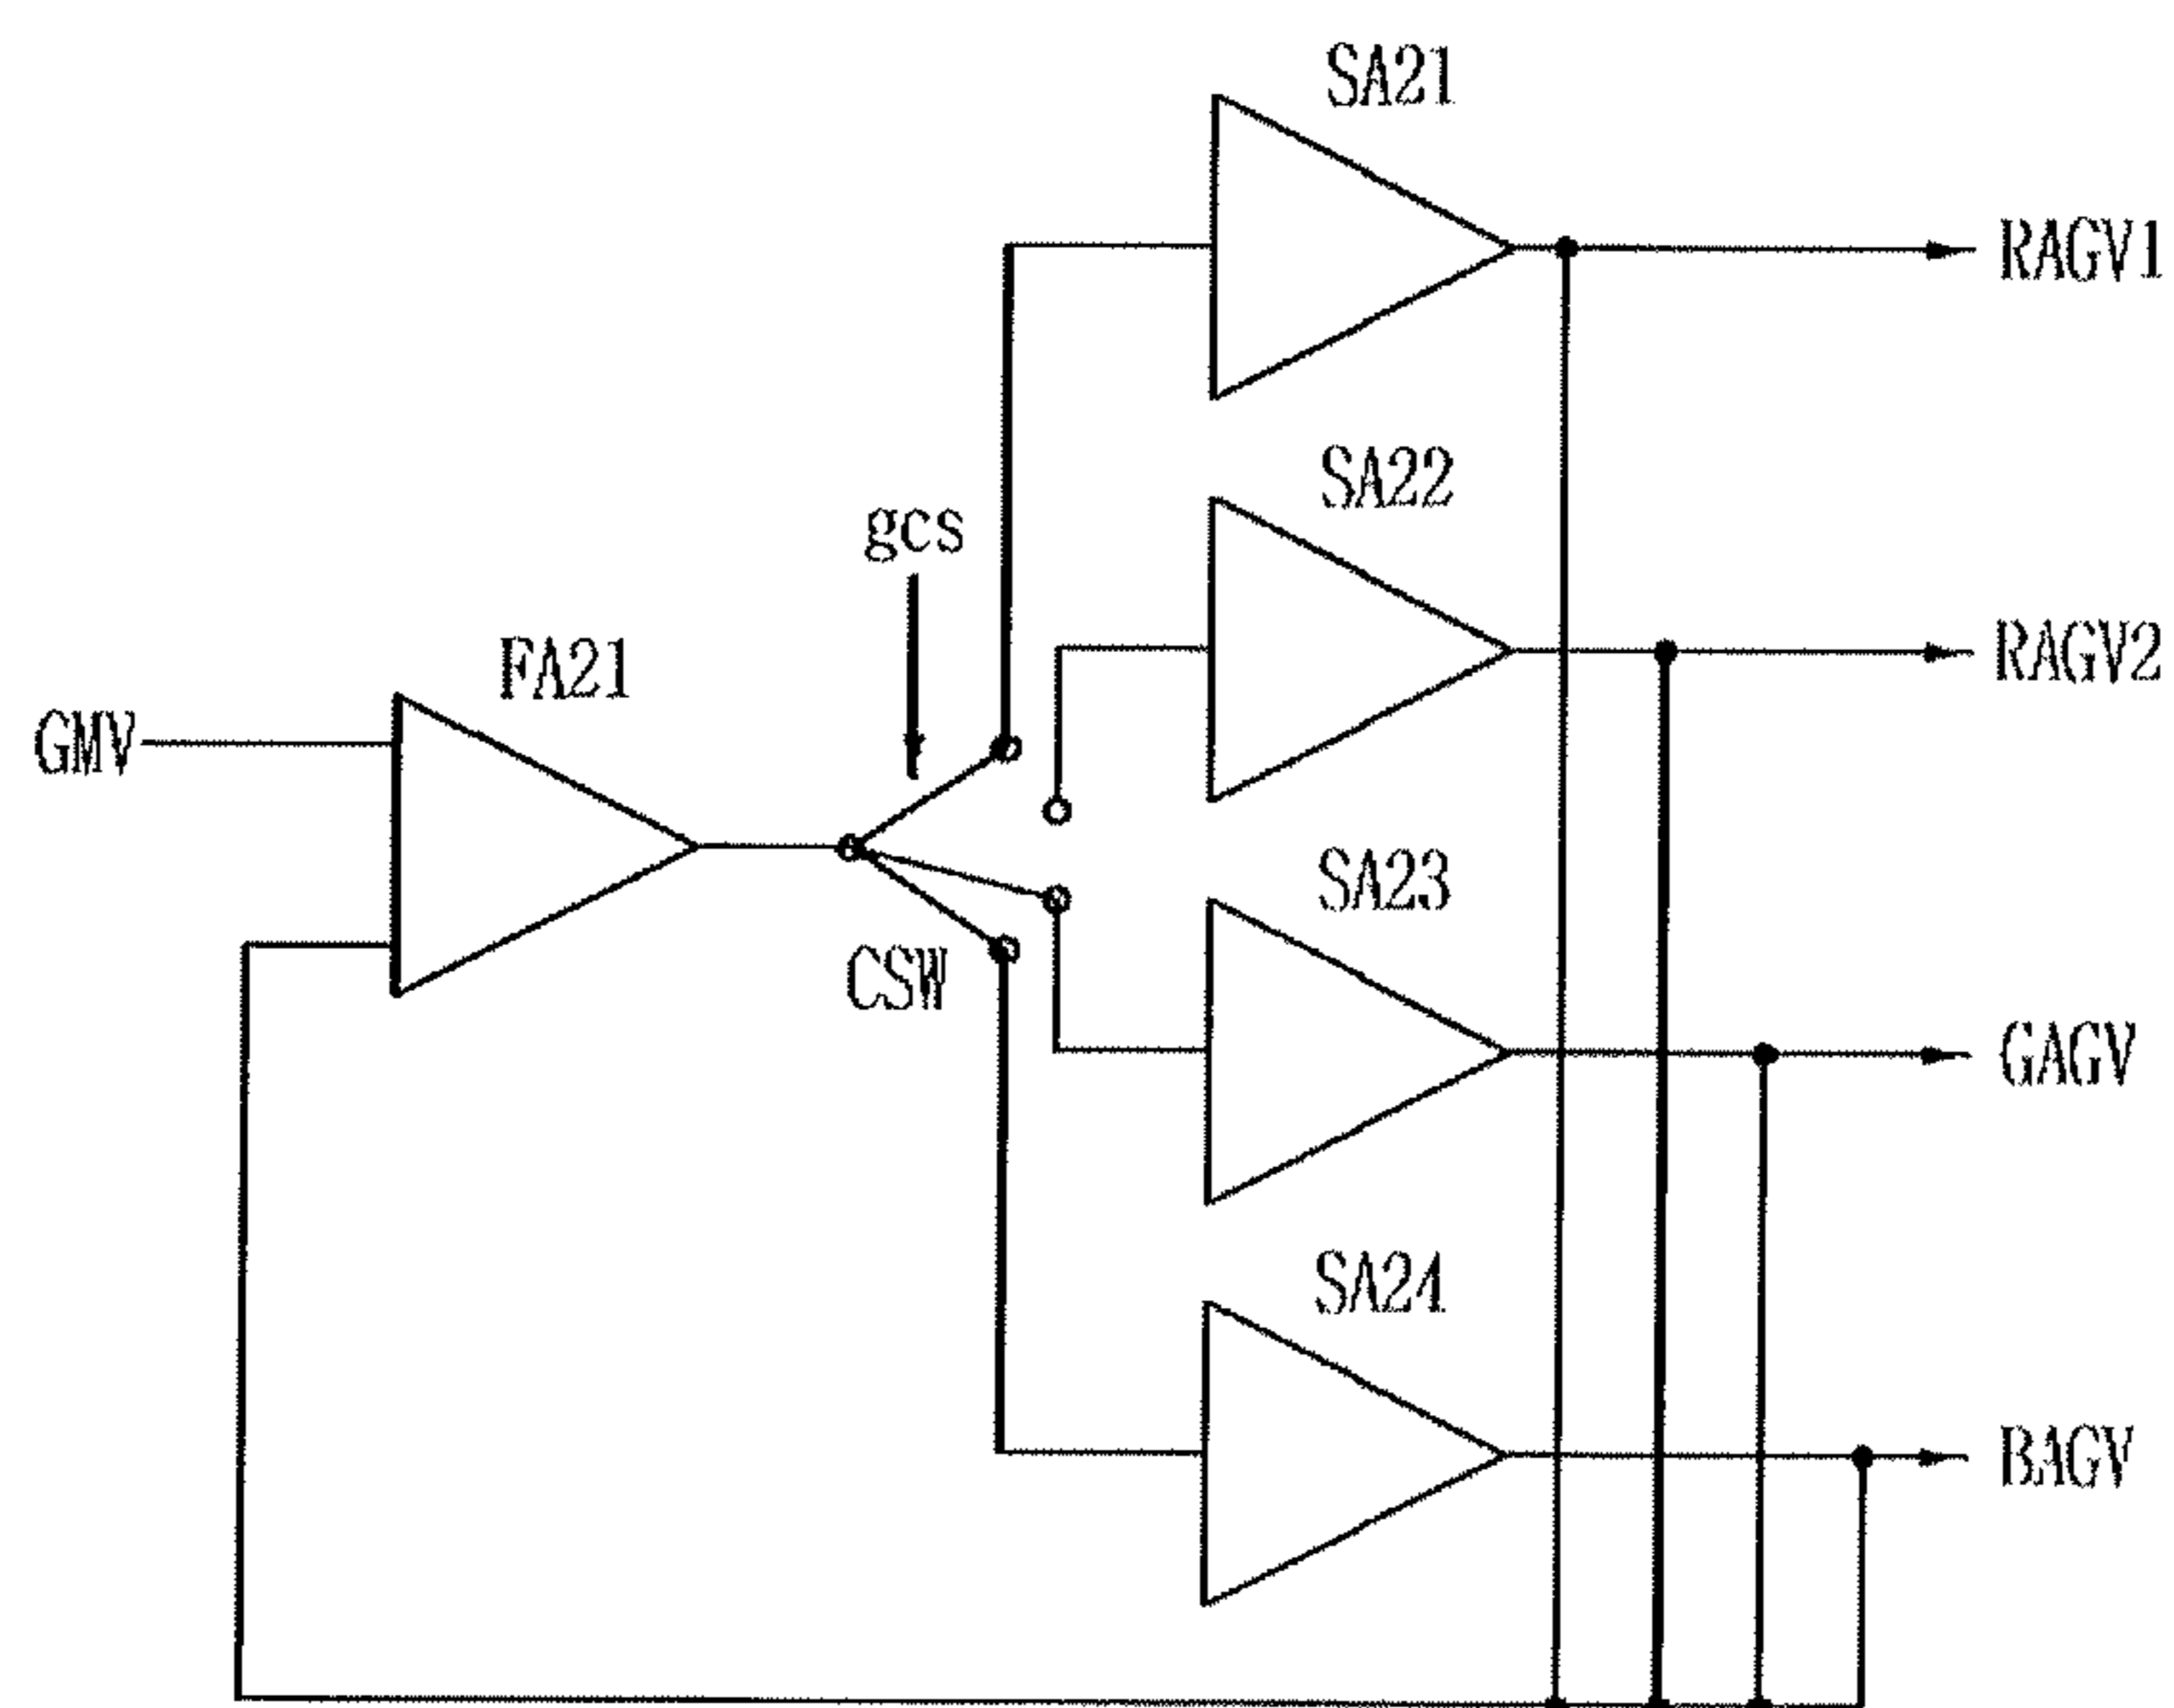 SA21
RAGV1
SA22
gcs
RAGV2
FA21
GMV
SA23
CSW
GAGV
SA24
BAGV